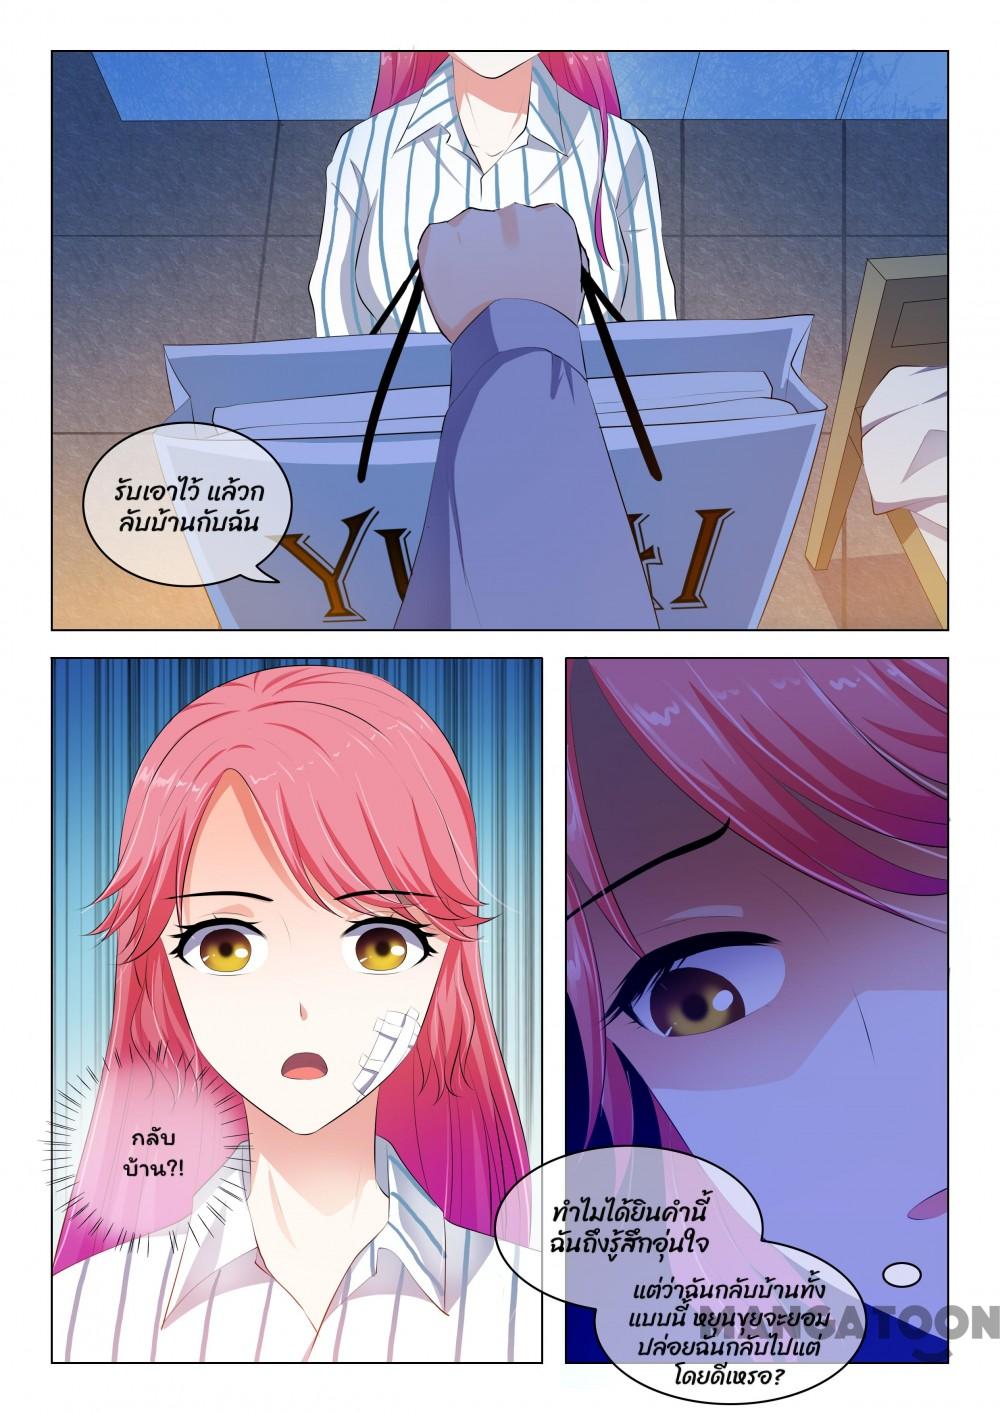 รับเอาไว้ แล้วก
ลับบ้านกับฉัน
กลับ
บ้าน?!
ทำไมได้ยินคำนี้
ฉันถึงรู้สึกอุ่นใจ
แต่ว่าฉันกลับบ้านทั้ง
แบบนี้ หยนขุยจะยอม
ปล่อยฉันกลับไปแต่
โดยดีเหรอ?
MANGATOON